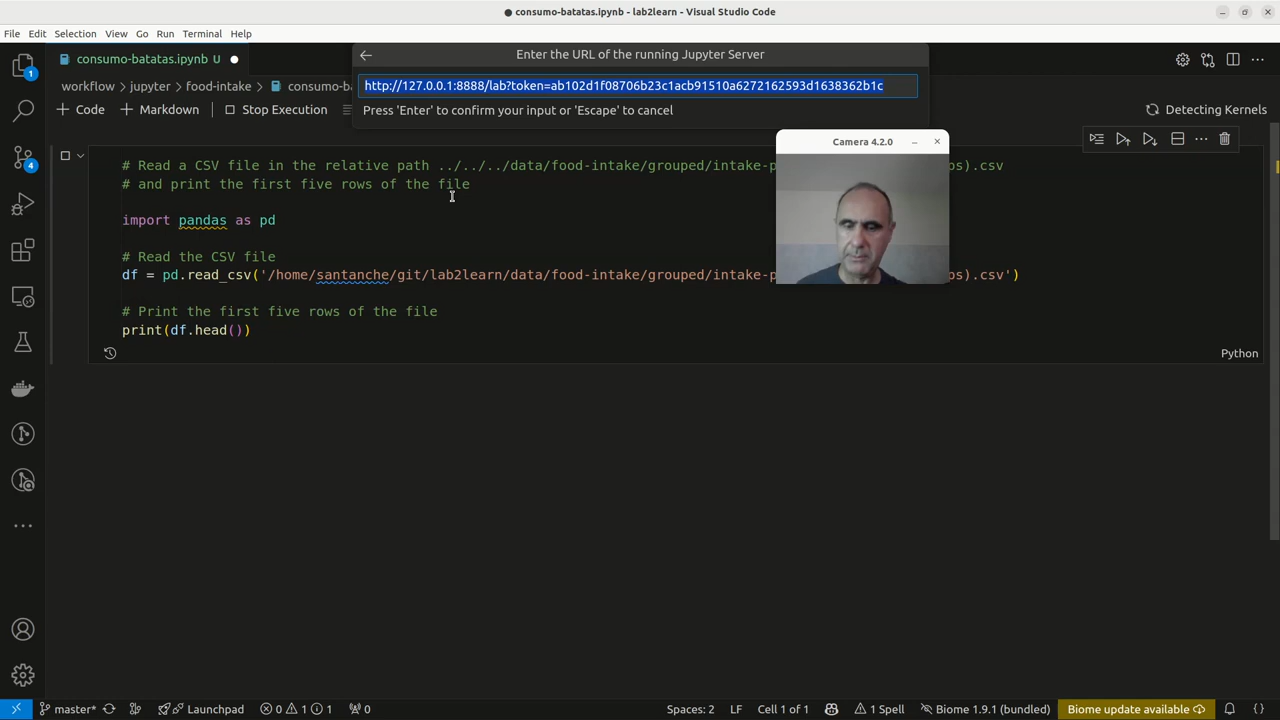 consumo-batatas.ipynb - lab2learn - Visual Studio Code
File Edit Selection View Go Run Terminal Help
consumo-batatas.ipynb U
Enter the URL of the running Jupyter Server
workflow > jupyter > food-intake > consumo-b
http://127.0.0.1:8888/lab?token=ab102d1f08706b23c1acb91510a6272162593d1638362b1c
+ Code + Markdown Stop Execution
Press 'Enter' to confirm your input or 'Escape' to cancel
Detecting Kernels
Camera 4.2.0
# Read a CSV file in the relative path ../../../data/food-intake/grouped/intake-p os).csv
# and print the first five rows of the file
import pandas as pd
# Read the CSV file
df = pd.read_csv('/home/santanche/git/lab2learn/data/food-intake/grouped/intake-p os).csv')
# Print the first five rows of the file
print(df.head())
Python
1
4
master* Launchpad 0 1 1 0 Spaces: 2 LF Cell 1 of 1 1 Spell Biome 1.9.1 (bundled) Biome update available